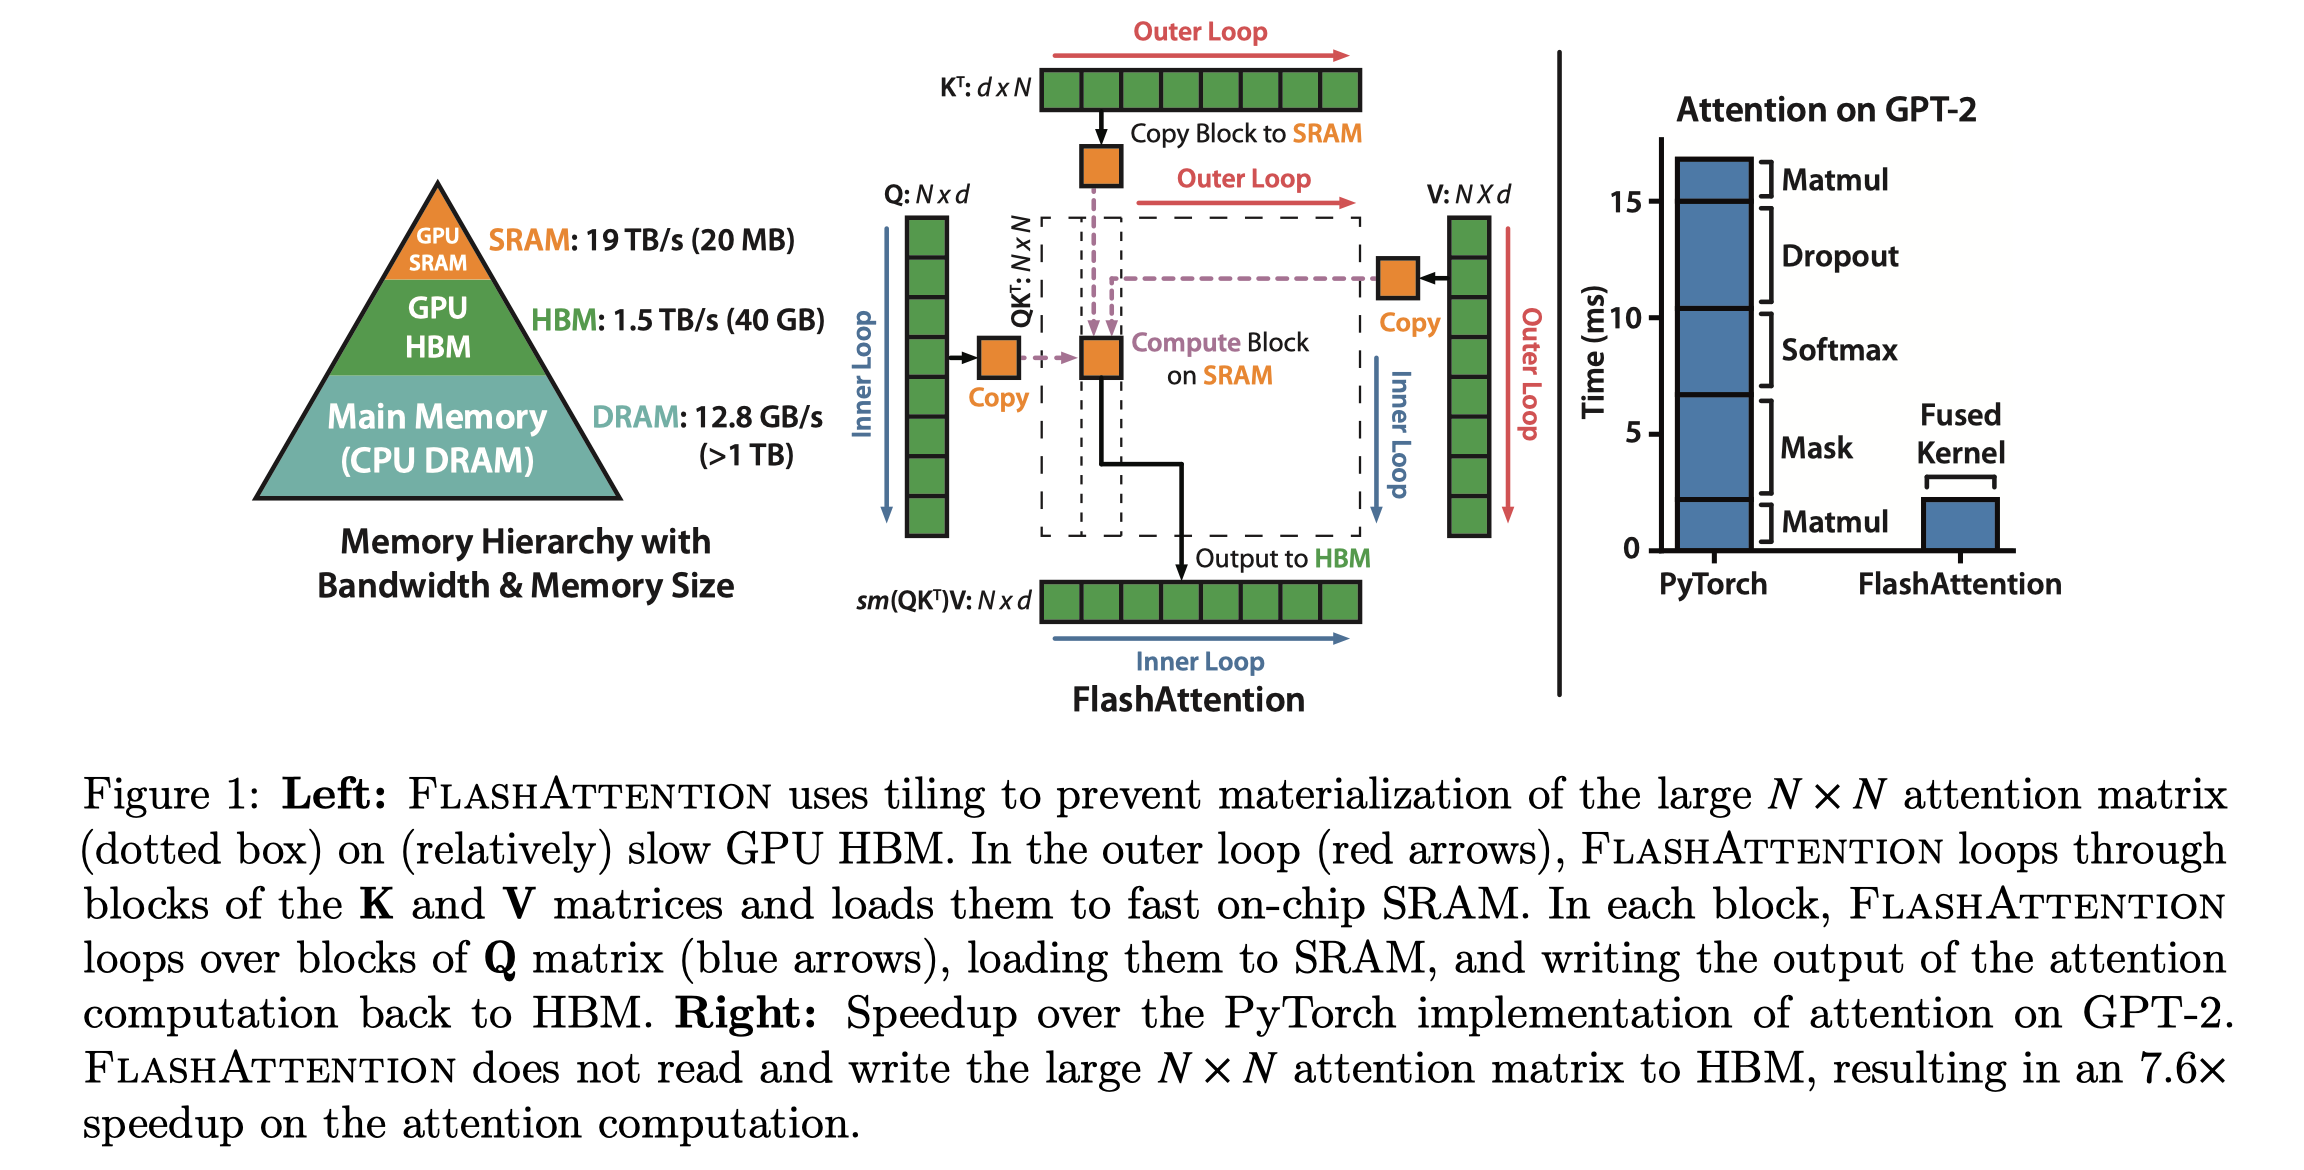 GPU
SRAM
GPU
HBM
Main Memory
(CPU DRAM)
SRAM: 19 TB/s (20 MB)
HBM: 1.5 TB/s (40 GB)
DRAM: 12.8 GB/s
(>1 TB)
Memory Hierarchy with
Bandwidth & Memory Size
Outer Loop
Kᵀ: d x N
Copy Block to SRAM
Outer Loop
Q: N x d
V: N X d
QKᵀ: N x N
Inner Loop
Copy
Compute Block
on SRAM
Copy
Inner Loop
Outer Loop
Output to HBM
sm(QKᵀ)V: N x d
Inner Loop
FlashAttention
Attention on GPT-2
Time (ms)
15
10
5
0
Matmul
Dropout
Softmax
Mask
Matmul
Fused
Kernel
PyTorch
FlashAttention
Figure 1: Left: FLASHATTENTION uses tiling to prevent materialization of the large N × N attention matrix
(dotted box) on (relatively) slow GPU HBM. In the outer loop (red arrows), FLASHATTENTION loops through
blocks of the K and V matrices and loads them to fast on-chip SRAM. In each block, FLASHATTENTION
loops over blocks of Q matrix (blue arrows), loading them to SRAM, and writing the output of the attention
computation back to HBM. Right: Speedup over the PyTorch implementation of attention on GPT-2.
FLASHATTENTION does not read and write the large N × N attention matrix to HBM, resulting in an 7.6×
speedup on the attention computation.